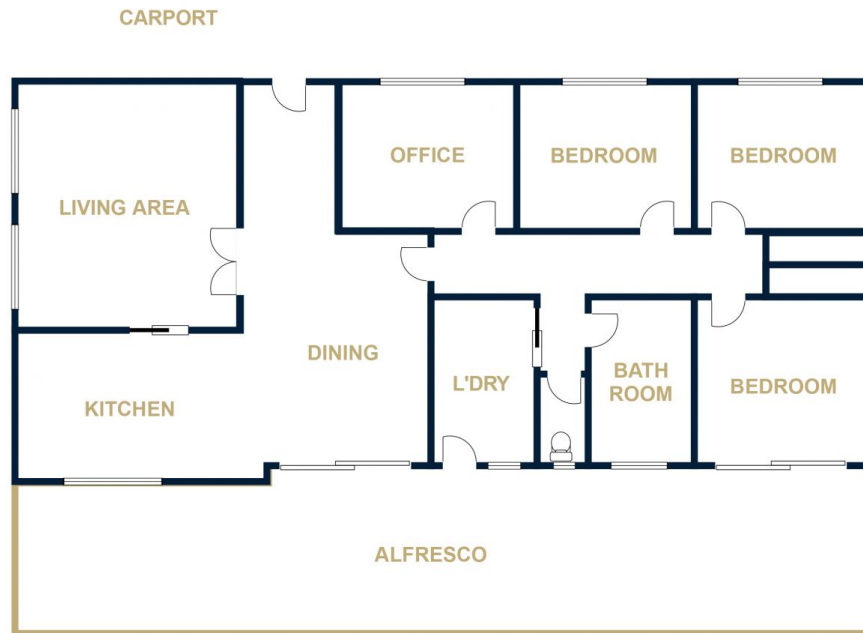 CARPORT
OFFICE
BEDROOM
BEDROOM
LIVING AREA
DINING
KITCHEN
L'DRY
BATH
ROOM
BEDROOM
ALFRESCO